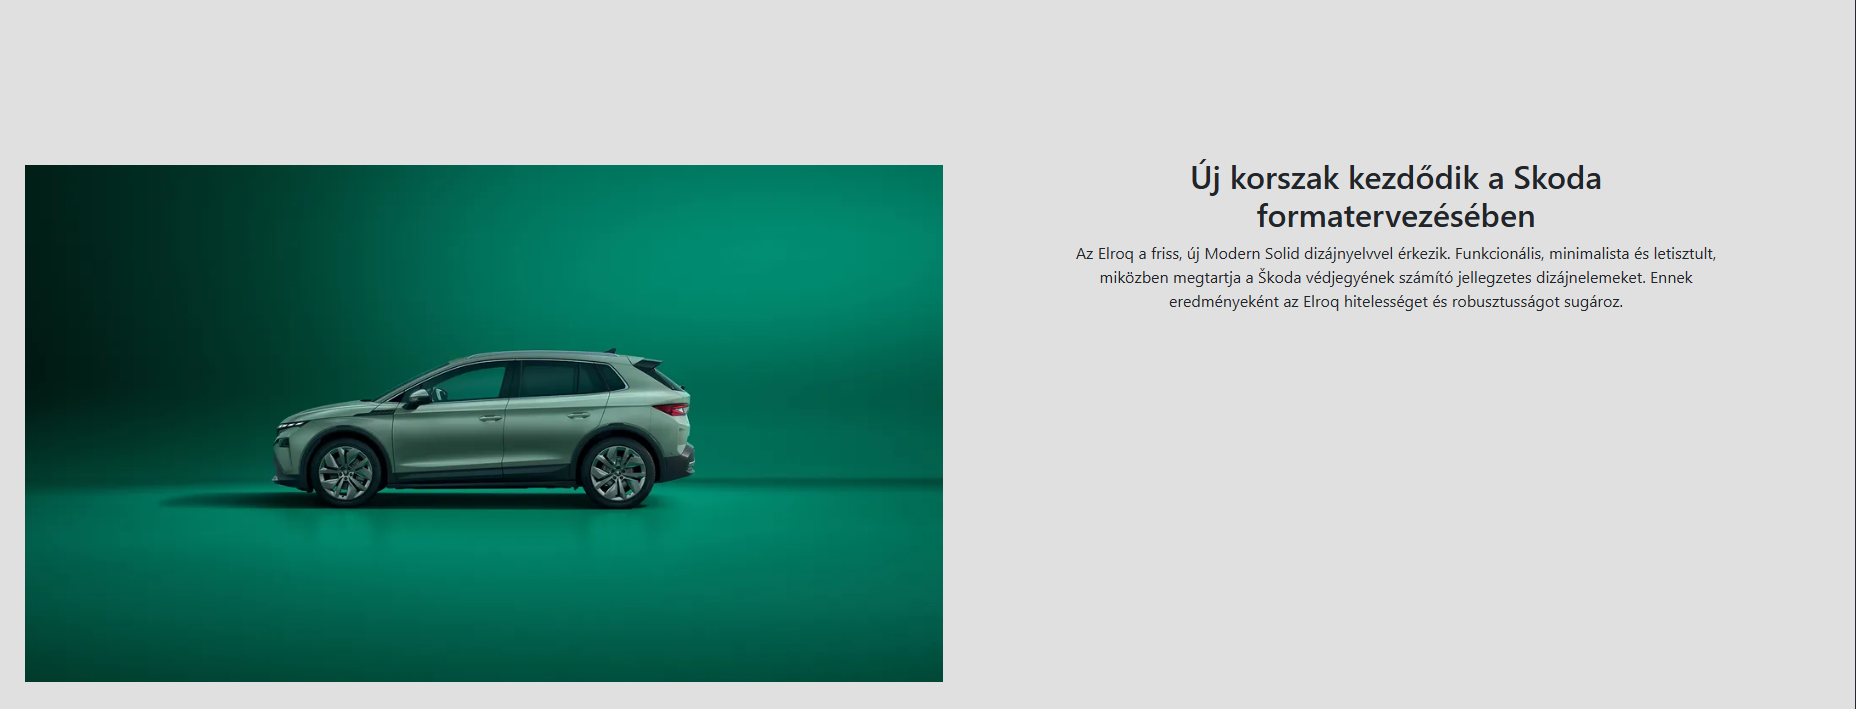 Új korszak kezdődik a Skoda
formatervezésében
Az Elroq a friss, új Modern Solid dizájnyelvvel érkezik. Funkcionális, minimalista és letisztult,
miközben megtartja a Škoda védjegyének számító jellegzetes dizájnelemeket. Ennek
eredményeként az Elroq hitelességet és robusztusságot sugároz.